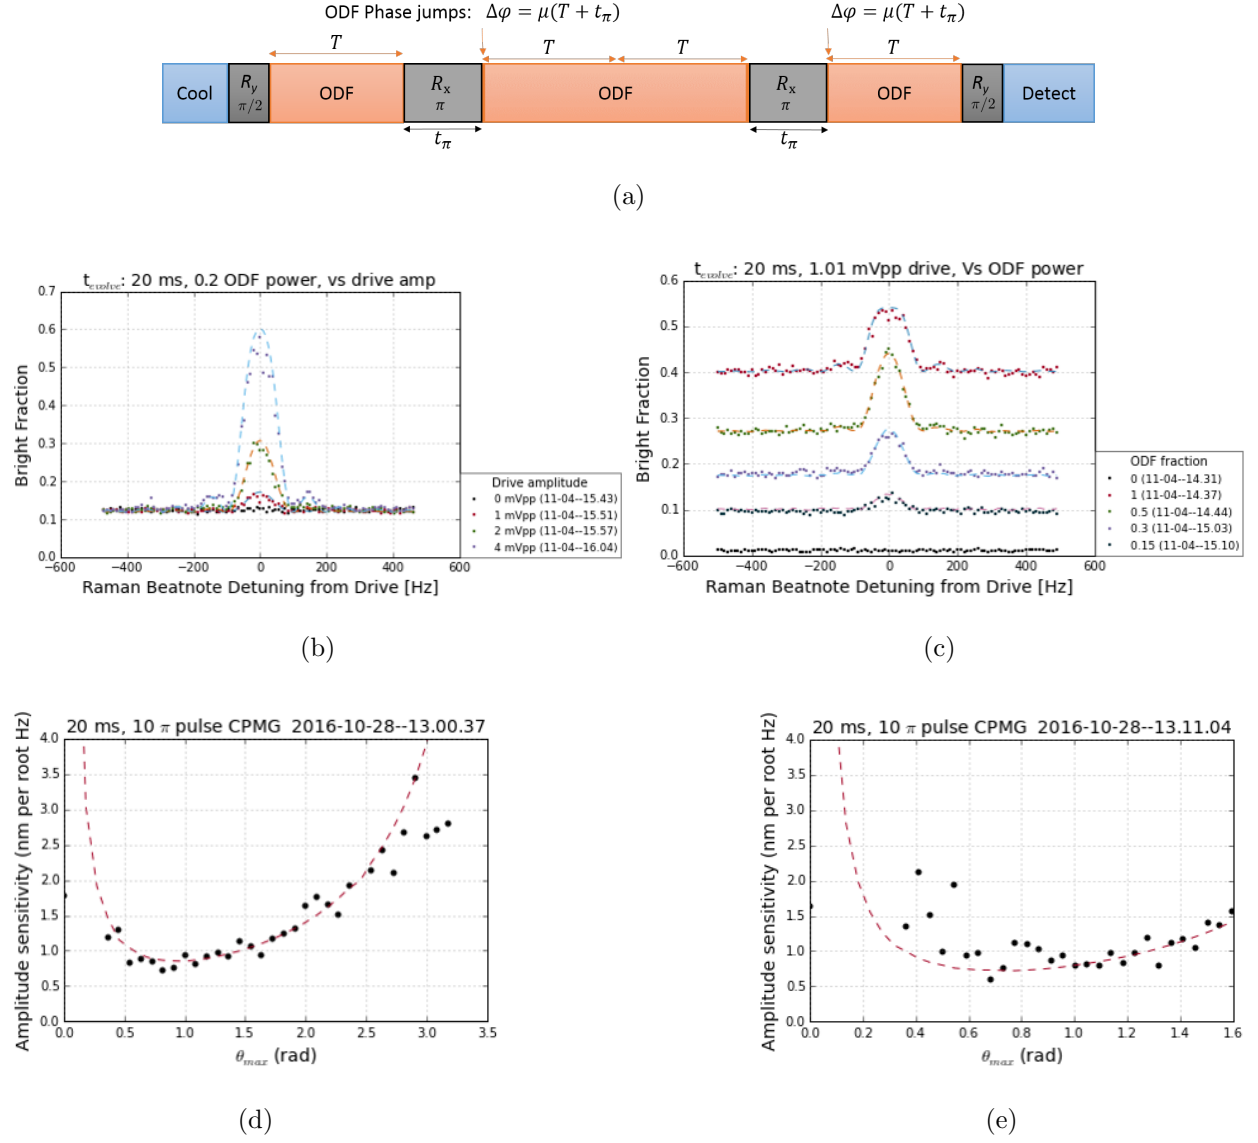 ODF Phase jumps: Δφ = μ(T + tπ) Δφ = μ(T + tπ)
T T T T
Cool Ry π/2 ODF Rx π ODF Rx π ODF Ry π/2 Detect
tπ tπ
(a)
tevolve: 20 ms, 0.2 ODF power, vs drive amp
0.7
0.6
0.5
0.4
0.3
0.2
0.1
0.0
Bright Fraction
−600 −400 −200 0 200 400 600
Raman Beatnote Detuning from Drive [Hz]
Drive amplitude
0 mVpp (11-04--15.43)
1 mVpp (11-04--15.51)
2 mVpp (11-04--15.57)
4 mVpp (11-04--16.04)
(b)
tevolve: 20 ms, 1.01 mVpp drive, Vs ODF power
0.6
0.5
0.4
0.3
0.2
0.1
0.0
Bright Fraction
−600 −400 −200 0 200 400 600
Raman Beatnote Detuning from Drive [Hz]
ODF fraction
0 (11-04--14.31)
1 (11-04--14.37)
0.5 (11-04--14.44)
0.3 (11-04--15.03)
0.15 (11-04--15.10)
(c)
20 ms, 10 π pulse CPMG 2016-10-28--13.00.37
4.0
3.5
3.0
2.5
2.0
1.5
1.0
0.5
0.0
Amplitude sensitivity (nm per root Hz)
0.0 0.5 1.0 1.5 2.0 2.5 3.0 3.5
θmax (rad)
(d)
20 ms, 10 π pulse CPMG 2016-10-28--13.11.04
4.0
3.5
3.0
2.5
2.0
1.5
1.0
0.5
0.0
Amplitude sensitivity (nm per root Hz)
0.0 0.2 0.4 0.6 0.8 1.0 1.2 1.4 1.6
θmax (rad)
(e)